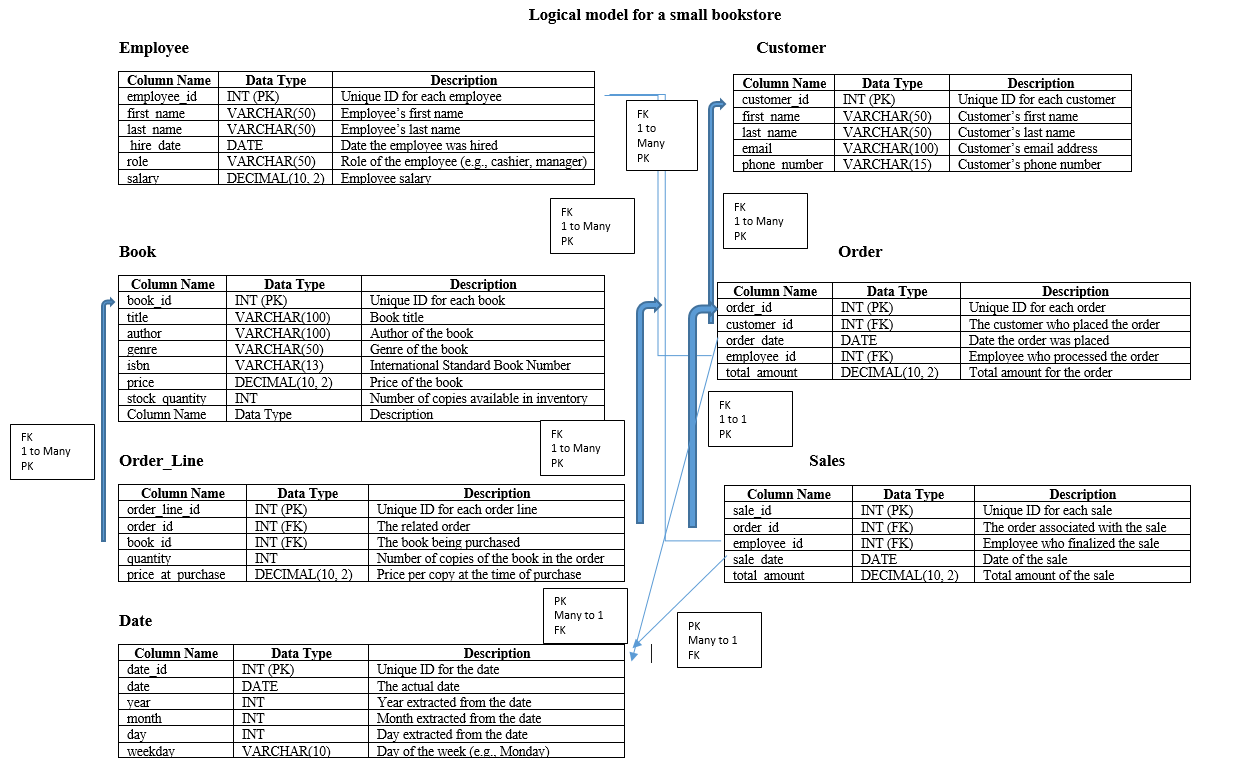 Logical model for a small bookstore
Employee
Column Name Data Type Description
employee_id INT (PK) Unique ID for each employee
first_name VARCHAR(50) Employee's first name
last_name VARCHAR(50) Employee's last name
hire_date DATE Date the employee was hired
role VARCHAR(50) Role of the employee (e.g., cashier, manager)
salary DECIMAL(10, 2) Employee salary
FK
1 to
Many
PK
Customer
Column Name Data Type Description
customer_id INT (PK) Unique ID for each customer
first_name VARCHAR(50) Customer's first name
last_name VARCHAR(50) Customer's last name
email VARCHAR(100) Customer's email address
phone_number VARCHAR(15) Customer's phone number
FK
1 to Many
PK
FK
1 to Many
PK
Book
Column Name Data Type Description
book_id INT (PK) Unique ID for each book
title VARCHAR(100) Book title
author VARCHAR(100) Author of the book
genre VARCHAR(50) Genre of the book
isbn VARCHAR(13) International Standard Book Number
price DECIMAL(10, 2) Price of the book
stock_quantity INT Number of copies available in inventory
Column Name Data Type Description
Order
Column Name Data Type Description
order_id INT (PK) Unique ID for each order
customer_id INT (FK) The customer who placed the order
order_date DATE Date the order was placed
employee_id INT (FK) Employee who processed the order
total_amount DECIMAL(10, 2) Total amount for the order
FK
1 to Many
PK
FK
1 to Many
PK
FK
1 to 1
PK
Order_Line
Column Name Data Type Description
order_line_id INT (PK) Unique ID for each order line
order_id INT (FK) The related order
book_id INT (FK) The book being purchased
quantity INT Number of copies of the book in the order
price_at_purchase DECIMAL(10, 2) Price per copy at the time of purchase
Sales
Column Name Data Type Description
sale_id INT (PK) Unique ID for each sale
order_id INT (FK) The order associated with the sale
employee_id INT (FK) Employee who finalized the sale
sale_date DATE Date of the sale
total_amount DECIMAL(10, 2) Total amount of the sale
PK
Many to 1
FK
PK
Many to 1
FK
Date
Column Name Data Type Description
date_id INT (PK) Unique ID for the date
date DATE The actual date
year INT Year extracted from the date
month INT Month extracted from the date
day INT Day extracted from the date
weekday VARCHAR(10) Day of the week (e.g., Monday)